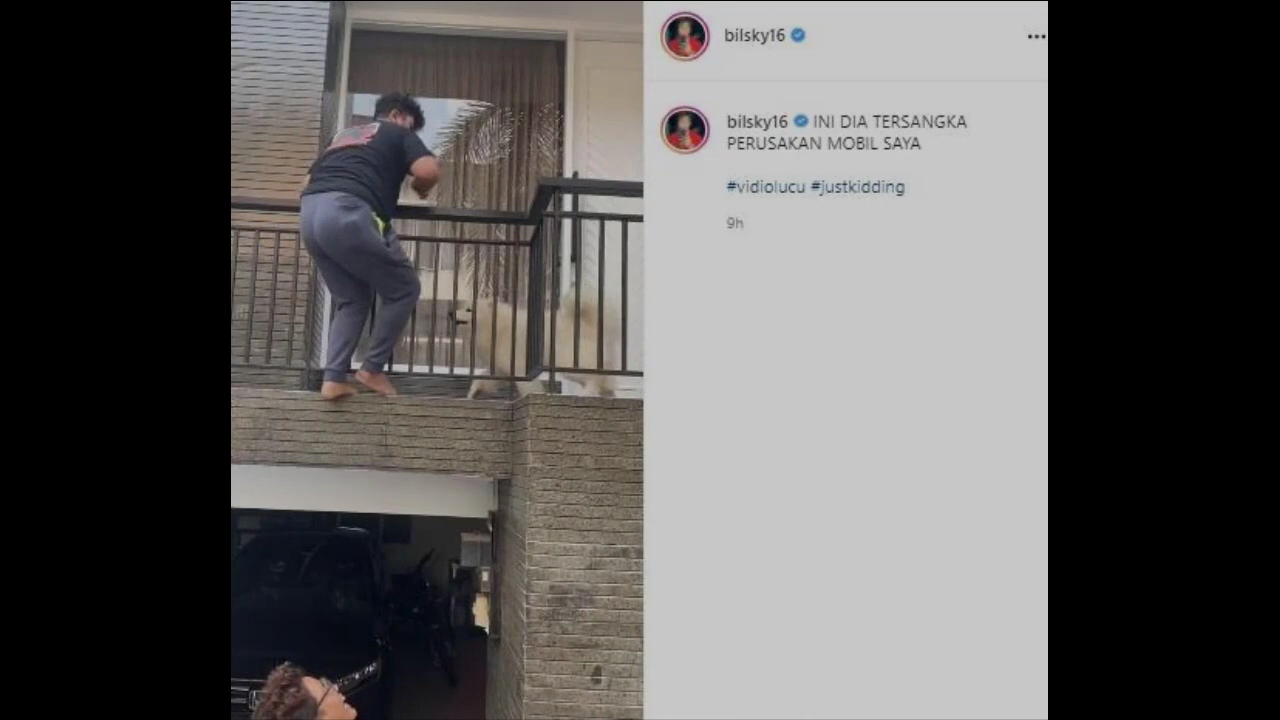 bilsky16
bilsky16 INI DIA TERSANGKA
PERUSAKAN MOBIL SAYA
#vidiolucu #justkidding
9h